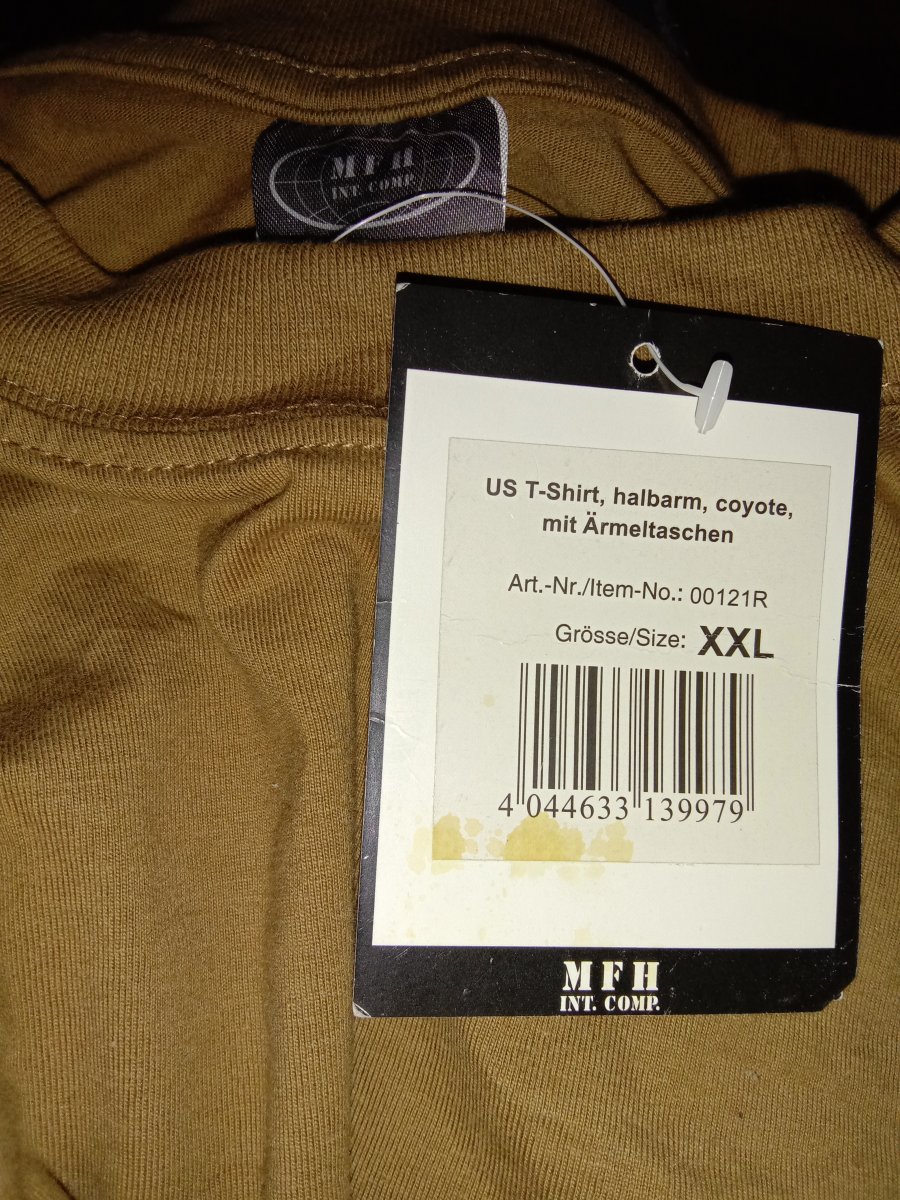 MFH
INT. COMP.
US T-Shirt, halbarm, coyote,
mit Ärmeltaschen
Art.-Nr./Item-No.: 00121R
Grösse/Size: XXL
4 044633 139979
MFH
INT. COMP.